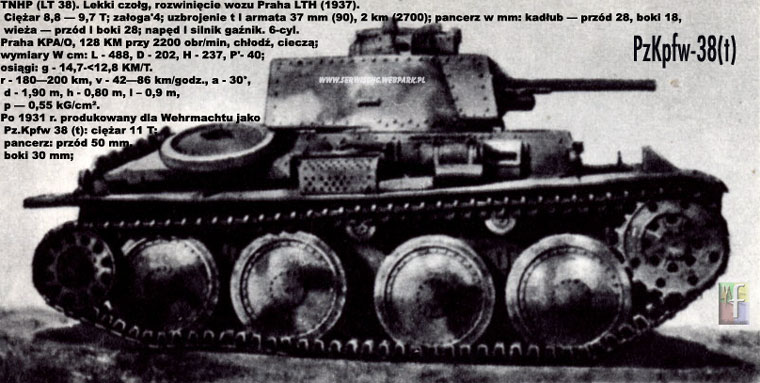 TNHP (LT 38). Lekki czołg, rozwinięcie wozu Praha LTH (1937).
Ciężar 8,8 — 9,7 T; załoga'4; uzbrojenie t l armata 37 mm (90), 2 km (2700); pancerz w mm: kadłub — przód 28, boki 18,
wieża — przód l boki 28; napęd l silnik gaźnik. 6-cyl.
Praha KPA/O, 128 KM przy 2200 obr/min, chłodź, cieczą;
wymiary W cm: L - 488, D - 202, H - 237, P'- 40;
osiągi: g - 14,7-<12,8 KM/T.
r - 180—200 km, v - 42—86 km/godz., a - 30°,
d - 1,90 m, h - 0,80 m, l – 0,9 m,
p — 0,55 kG/cm².
Po 1931 r. produkowany dla Wehrmachtu jako
Pz.Kpfw 38 (t): ciężar 11 T:
pancerz: przód 50 mm.
boki 30 mm;
PzKpfw-38(t)
WWW.SERWISDNC.WEBPARK.PL